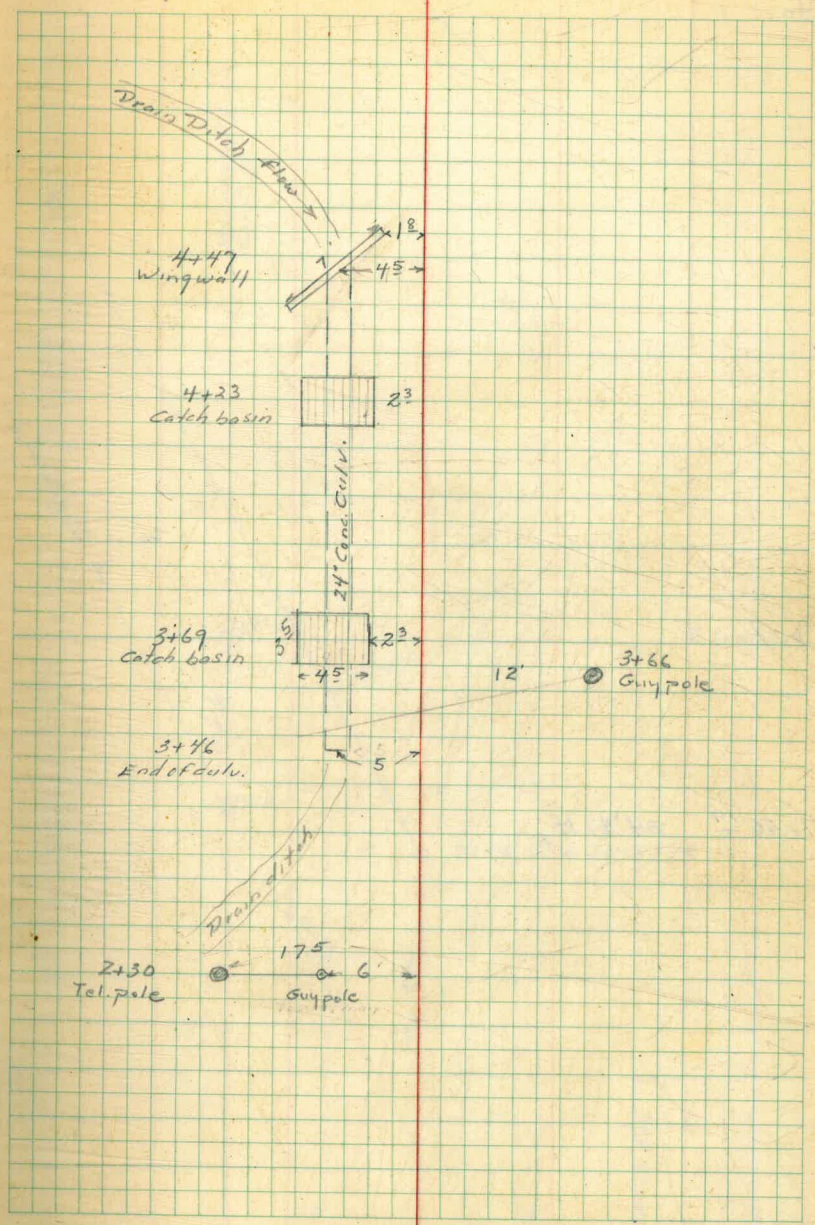 Drain Ditch flow
1 8
4+47
Wingwall
4 5
4+23
Catch basin
2 3
24" Conc. Culv.
3+69
Catch basin
3 5
2 3
4 5
12'
3+66
Guy pole
3+46
End of culv.
5
Drain ditch
17 5
2+30
Tel. pole
6
Guy pole